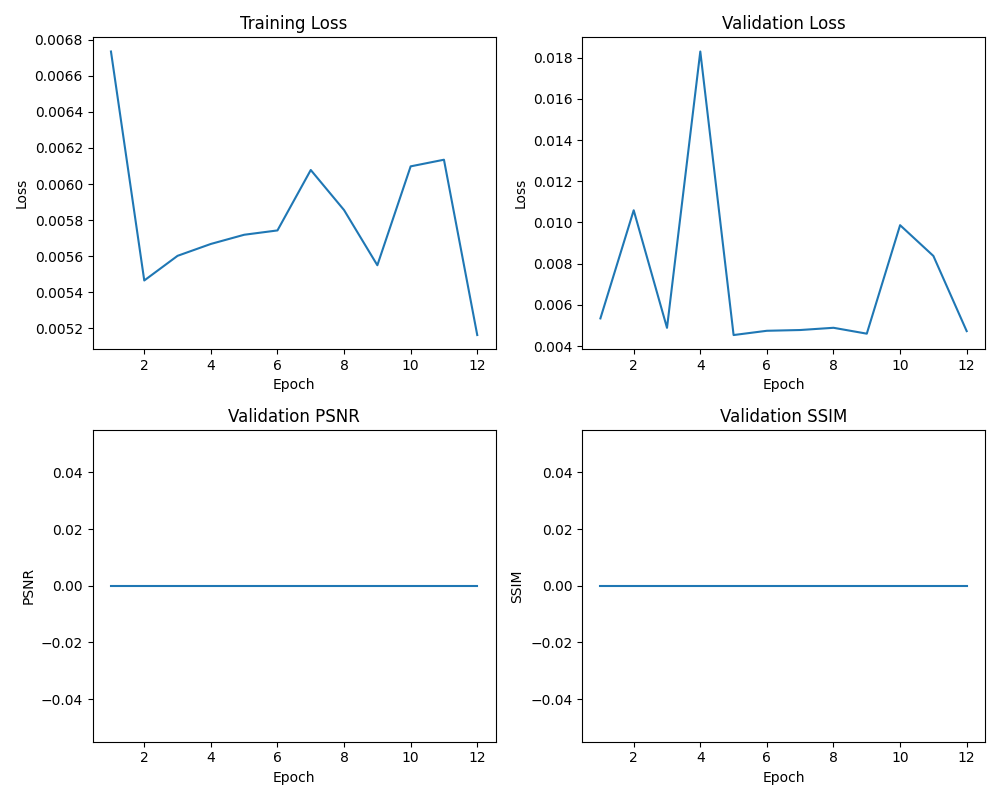 Training Loss
Loss
0.0068
0.0066
0.0064
0.0062
0.0060
0.0058
0.0056
0.0054
0.0052
2 4 6 8 10 12
Epoch
Validation Loss
Loss
0.018
0.016
0.014
0.012
0.010
0.008
0.006
0.004
2 4 6 8 10 12
Epoch
Validation PSNR
PSNR
0.04
0.02
0.00
−0.02
−0.04
2 4 6 8 10 12
Epoch
Validation SSIM
SSIM
0.04
0.02
0.00
−0.02
−0.04
2 4 6 8 10 12
Epoch